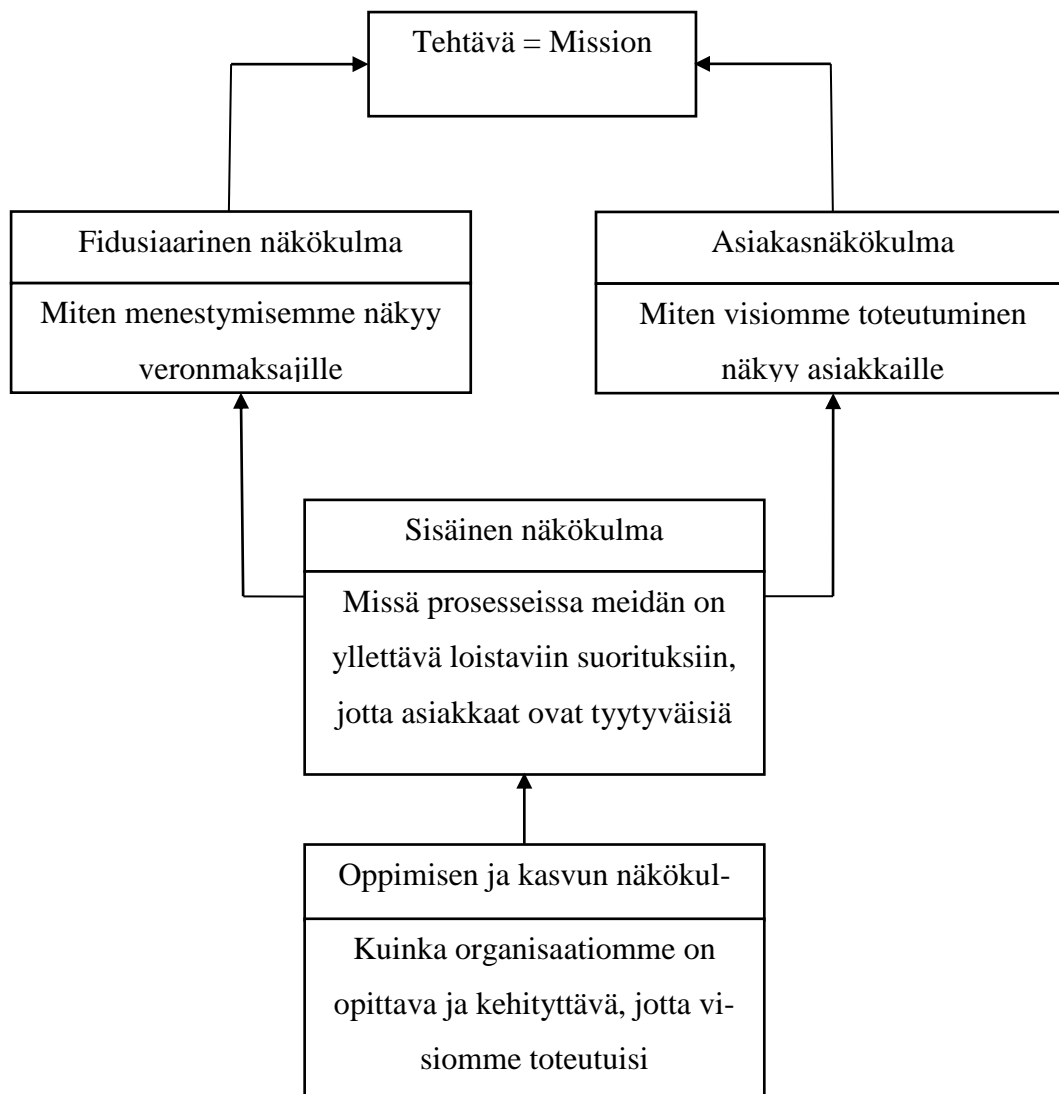 Tehtävä = Mission
Fidusiaarinen näkökulma
Miten menestymisemme näkyy
veronmaksajille
Asiakasnäkökulma
Miten visiomme toteutuminen
näkyy asiakkaille
Sisäinen näkökulma
Missä prosesseissa meidän on
yllettävä loistaviin suorituksiin,
jotta asiakkaat ovat tyytyväisiä
Oppimisen ja kasvun näkökul-
Kuinka organisaatiomme on
opittava ja kehityttävä, jotta vi-
siomme toteutuisi